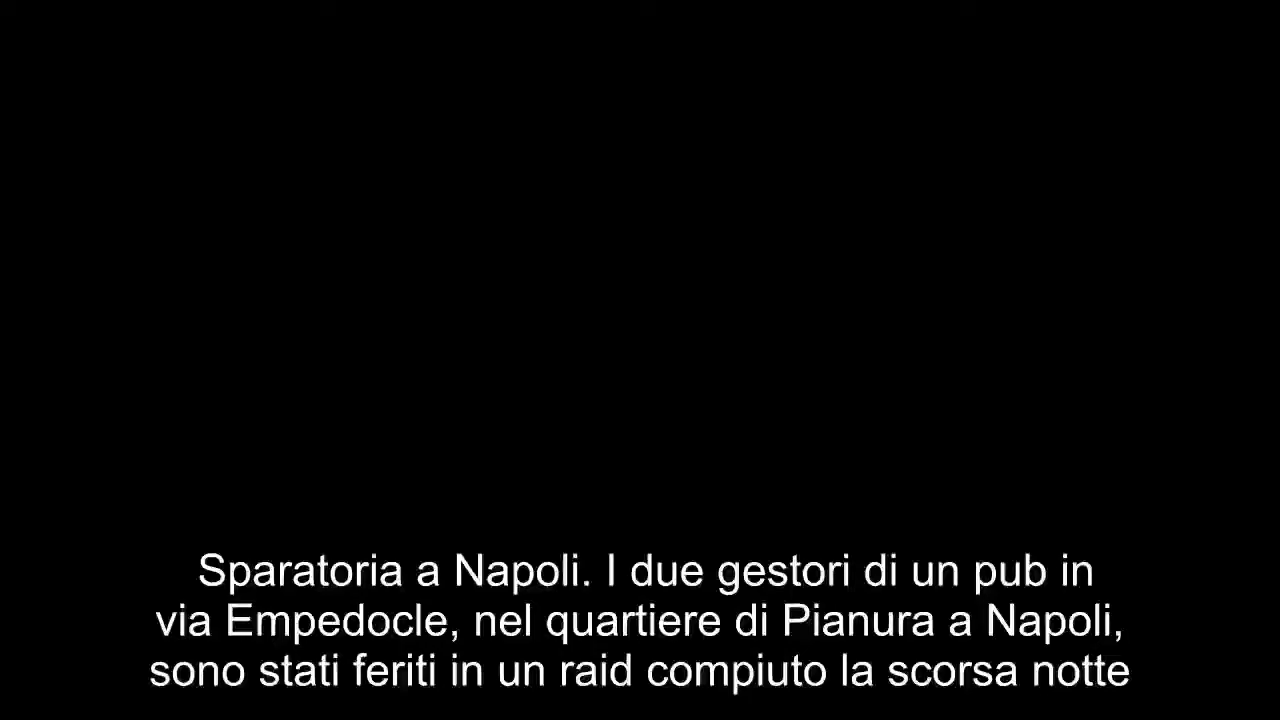 Sparatoria a Napoli. I due gestori di un pub in
via Empedocle, nel quartiere di Pianura a Napoli,
sono stati feriti in un raid compiuto la scorsa notte